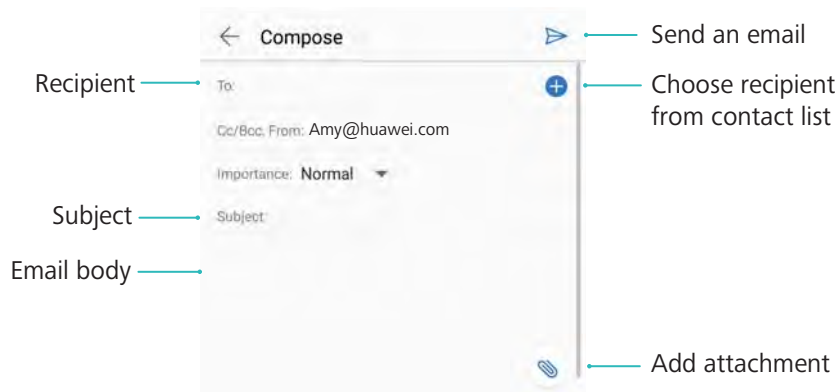 Compose
Send an email
Recipient
To:
Choose recipient
from contact list
Cc/Bcc, From: Amy@huawei.com
Importance: Normal
Subject
Subject:
Email body
Add attachment